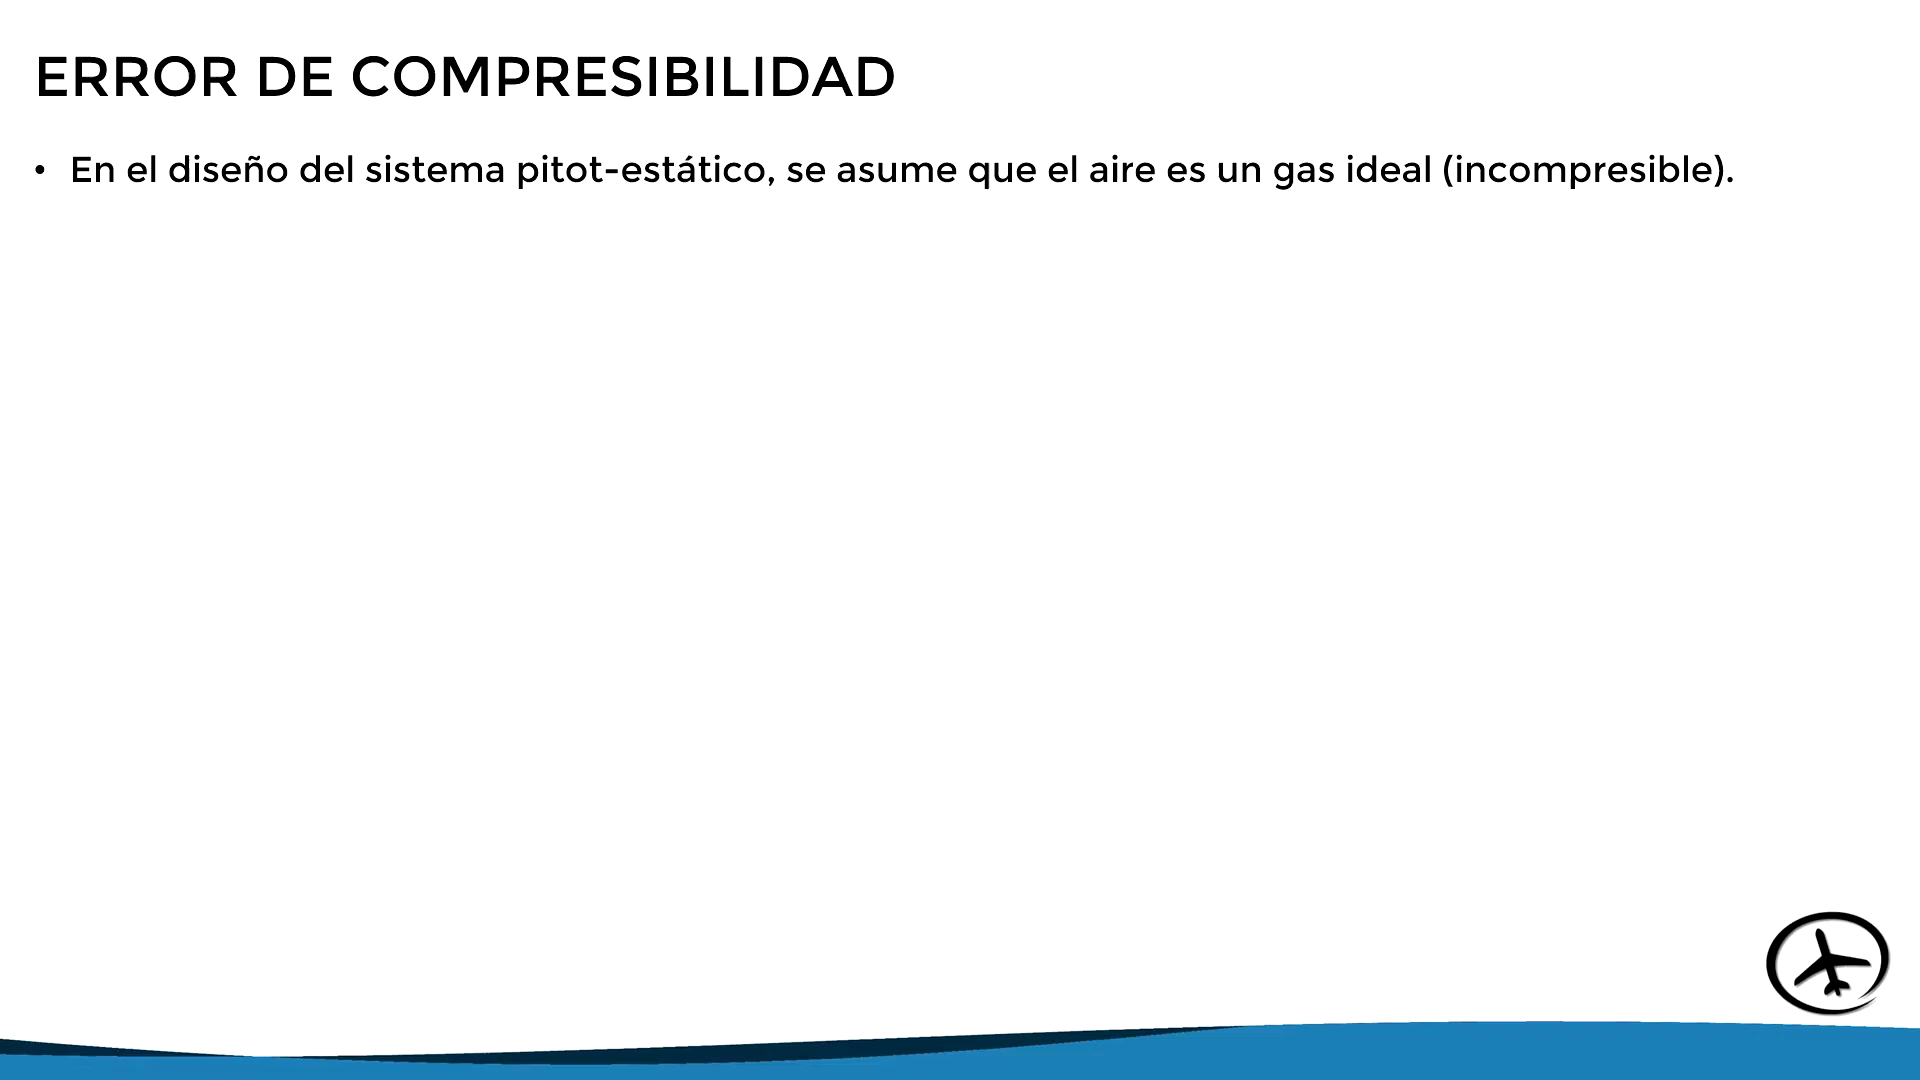 ERROR DE COMPRESIBILIDAD
• En el diseño del sistema pitot-estático, se asume que el aire es un gas ideal (incompresible).